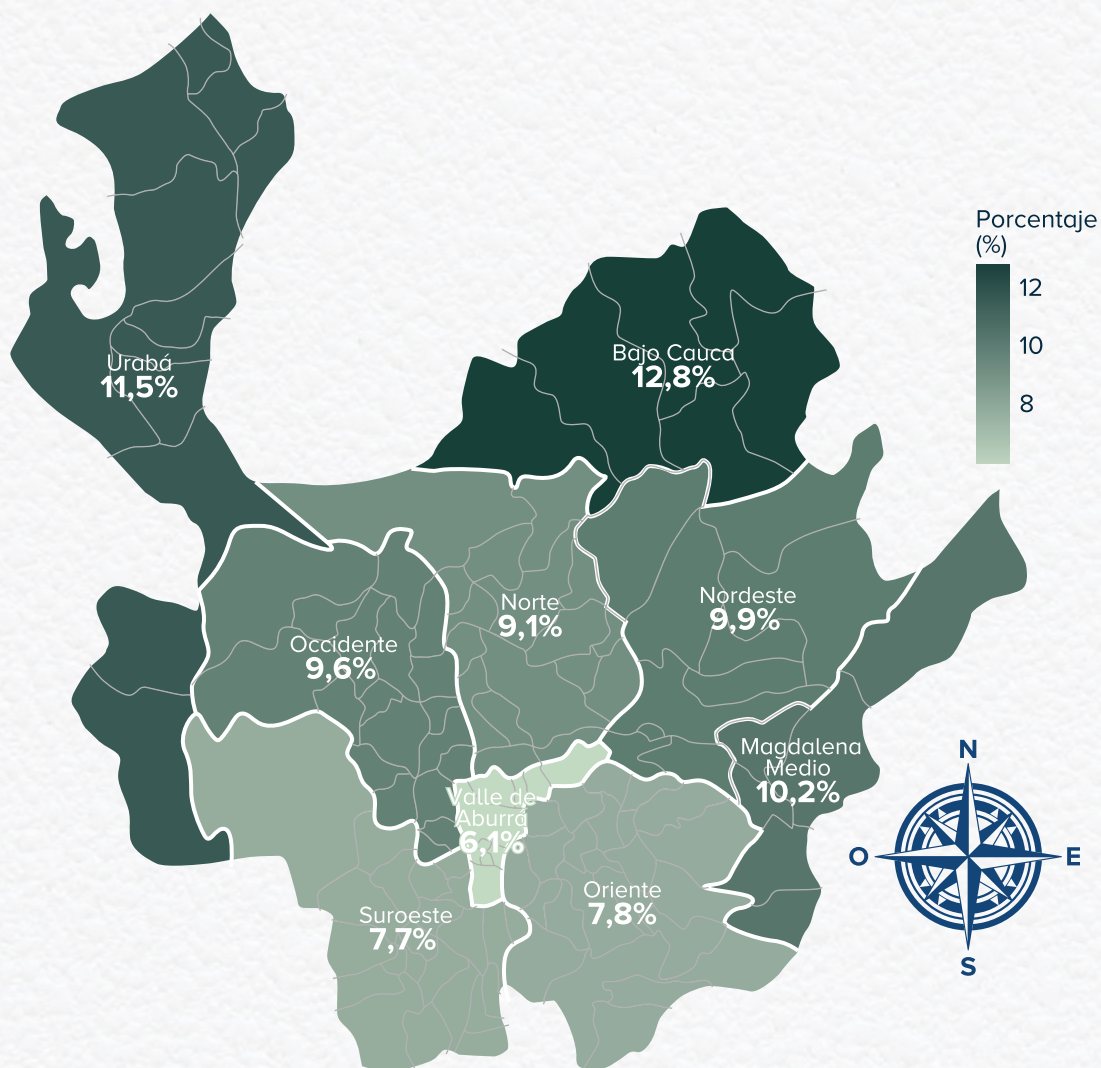 Porcentaje
(%)
12
10
8
Urabá
11,5%
Bajo Cauca
12,8%
Norte
9,1%
Nordeste
9,9%
Occidente
9,6%
Magdalena
Medio
10,2%
Valle de
Aburrá
6,1%
Oriente
7,8%
Suroeste
7,7%
N
O
E
S